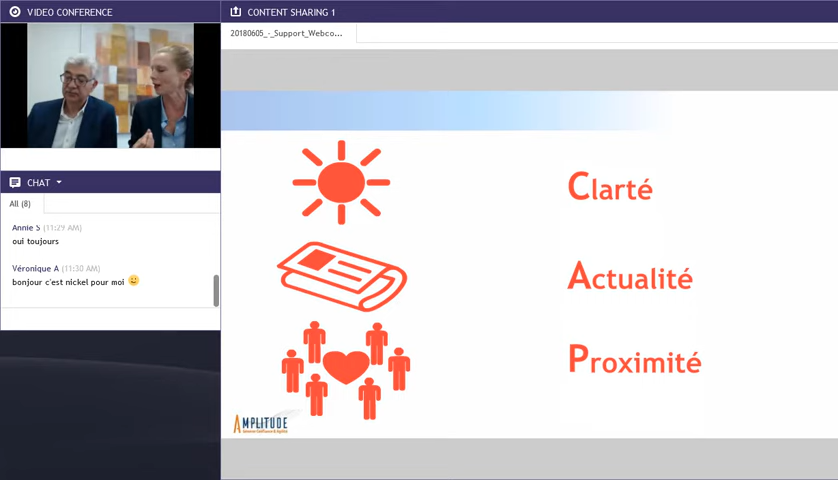 VIDEO CONFERENCE
CONTENT SHARING 1
20180605_-_Support_Webco...
CHAT
All (8)
Annie S (11:29 AM)
oui toujours
Véronique A (11:30 AM)
bonjour c'est nickel pour moi
Clarté
Actualité
Proximité
AMPLITUDE